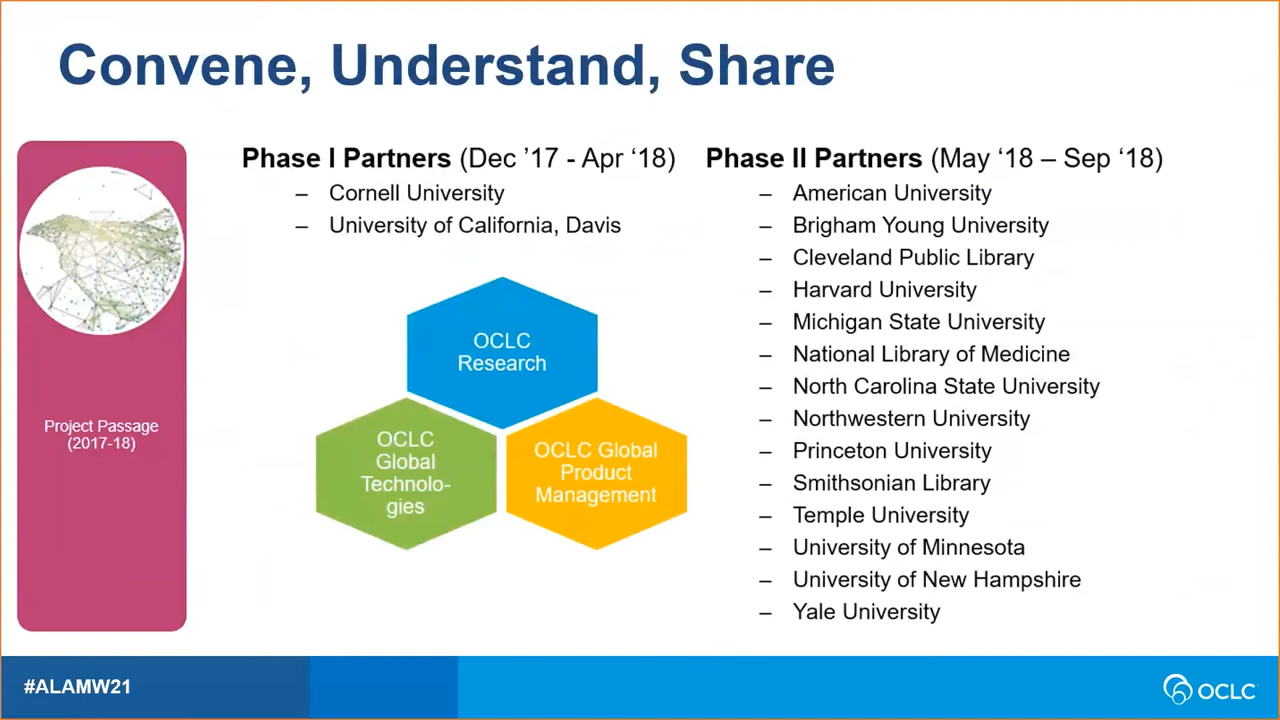 Convene, Understand, Share
Project Passage
(2017-18)
Phase I Partners (Dec ’17 - Apr ‘18)
– Cornell University
– University of California, Davis
OCLC
Research
OCLC
Global
Technolo-
gies
OCLC Global
Product
Management
Phase II Partners (May ‘18 – Sep ‘18)
– American University
– Brigham Young University
– Cleveland Public Library
– Harvard University
– Michigan State University
– National Library of Medicine
– North Carolina State University
– Northwestern University
– Princeton University
– Smithsonian Library
– Temple University
– University of Minnesota
– University of New Hampshire
– Yale University
#ALAMW21
OCLC